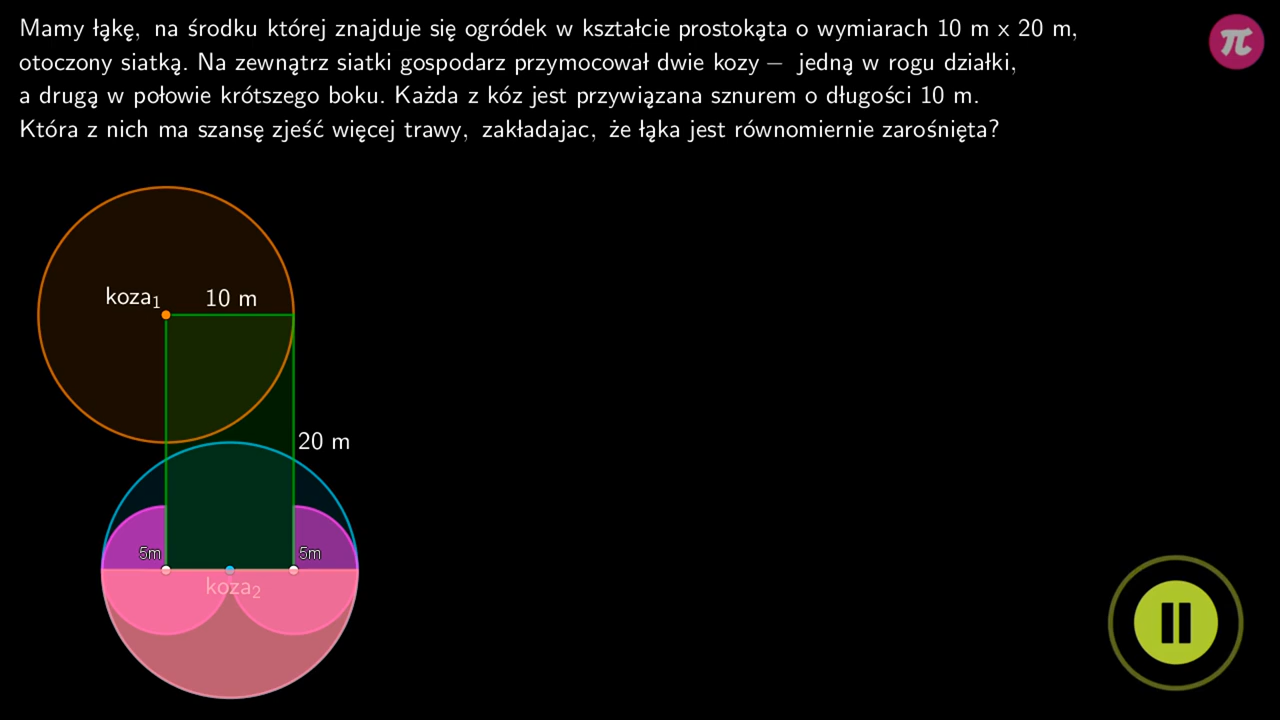 Mamy łąkę, na środku której znajduje się ogródek w kształcie prostokąta o wymiarach 10 m x 20 m,
otoczony siatką. Na zewnątrz siatki gospodarz przymocował dwie kozy – jedną w rogu działki,
a drugą w połowie krótszego boku. Każda z kóz jest przywiązana sznurem o długości 10 m.
Która z nich ma szansę zjeść więcej trawy, zakładajac, że łąka jest równomiernie zarośnięta?
π
koza₁
10 m
20 m
5m
5m
koza₂